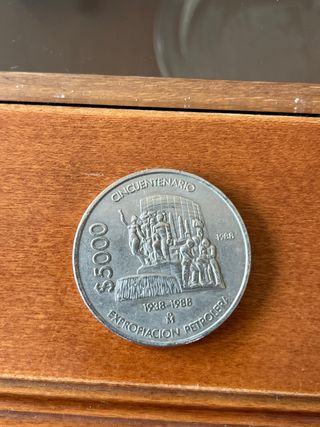 CINCUENTENARIO
1988
$5000
1938-1988
M
EXPROPIACION PETROLERA